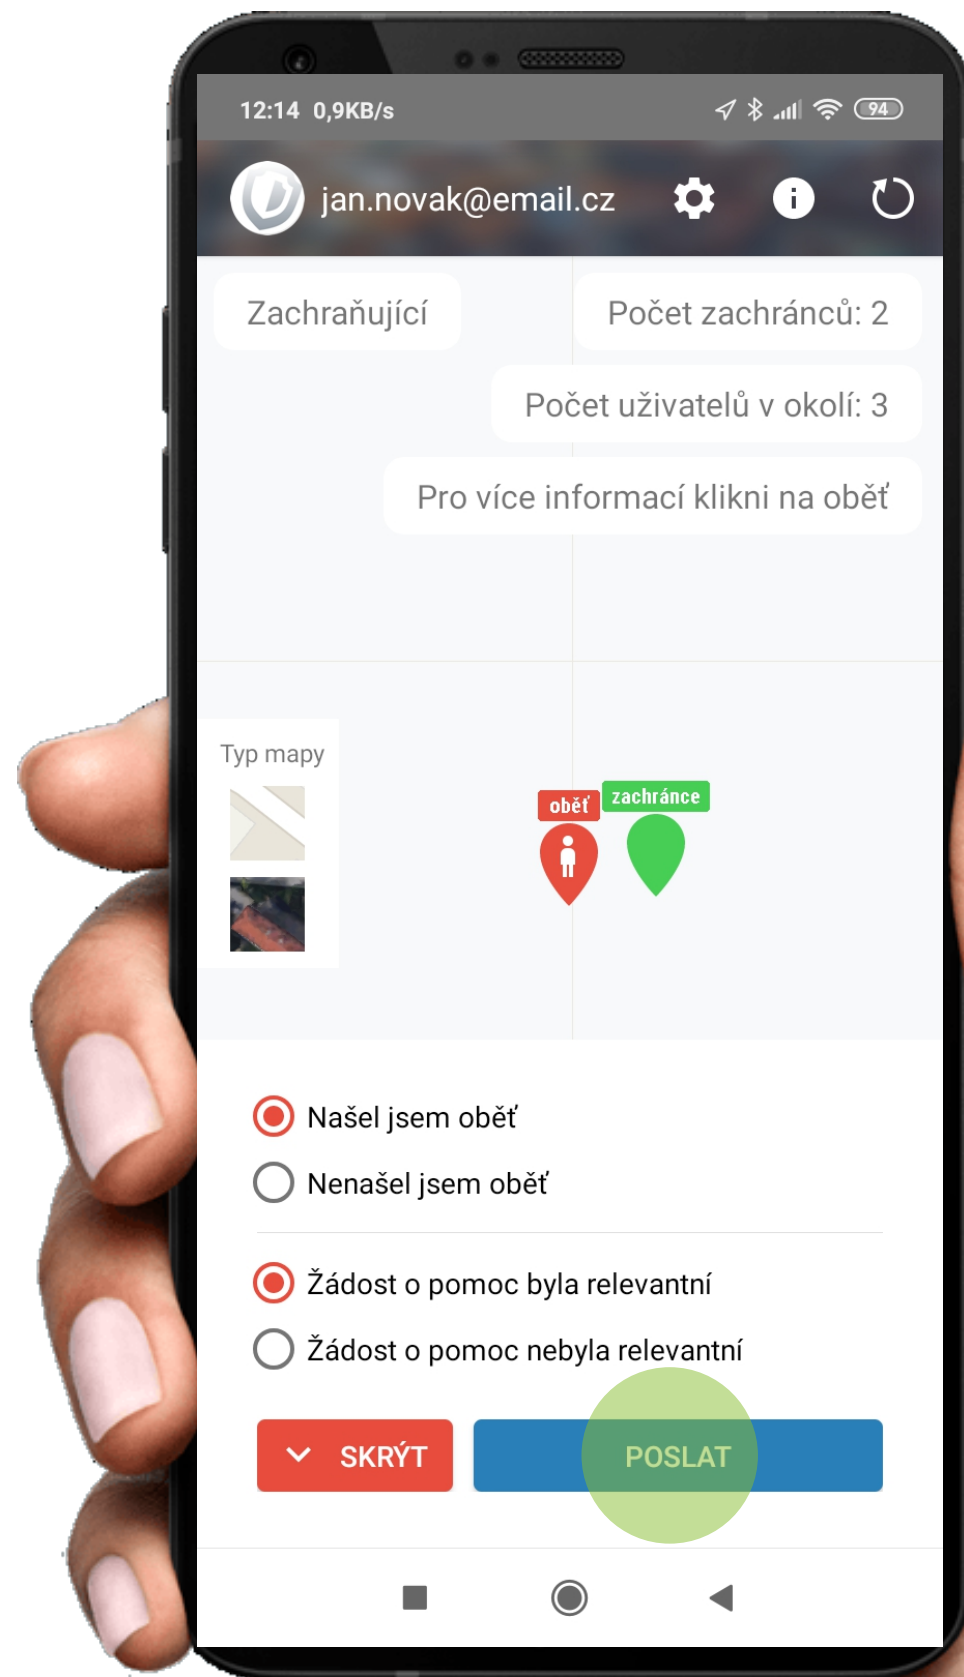 12:14 0,9KB/s
94
jan.novak@email.cz
Zachraňující
Počet zachránců: 2
Počet uživatelů v okolí: 3
Pro více informací klikni na oběť
Typ mapy
oběť
zachránce
Našel jsem oběť
Nenašel jsem oběť
Žádost o pomoc byla relevantní
Žádost o pomoc nebyla relevantní
SKRÝT
POSLAT